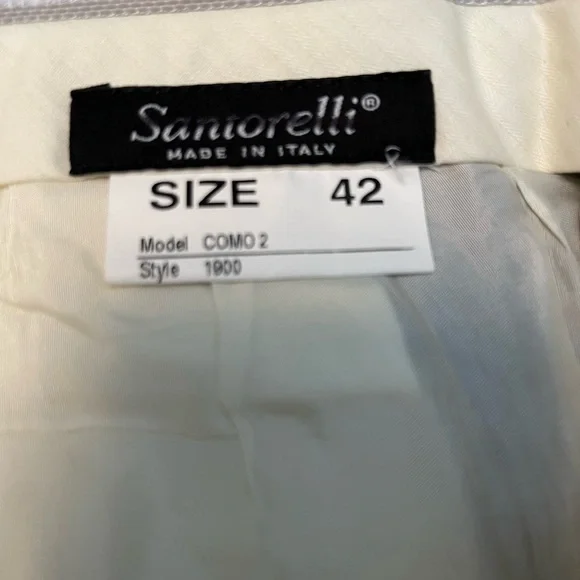 Santorelli®
MADE IN ITALY
SIZE 42
Model COMO 2
Style 1900